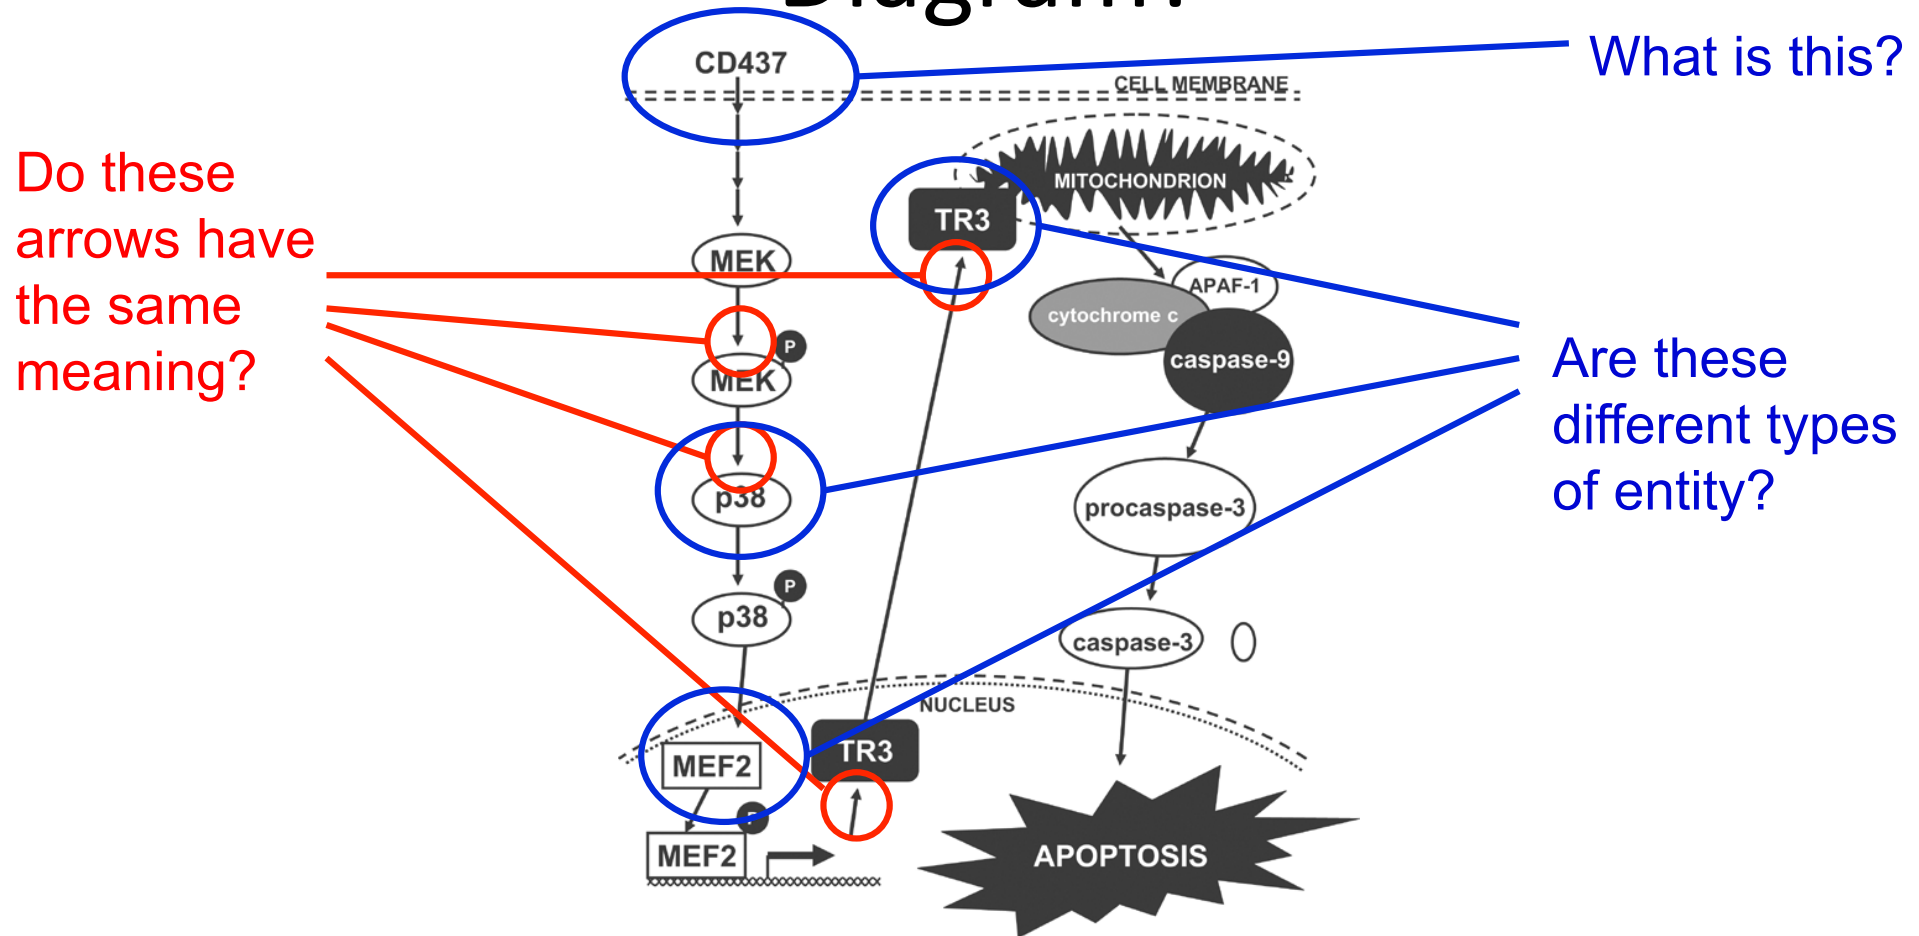 Diagram?
CD437
CELL MEMBRANE
What is this?
Do these
arrows have
the same
meaning?
MITOCHONDRION
TR3
MEK
APAF-1
cytochrome c
caspase-9
P
MEK
Are these
different types
of entity?
p38
procaspase-3
P
p38
caspase-3
NUCLEUS
MEF2
TR3
P
MEF2
APOPTOSIS